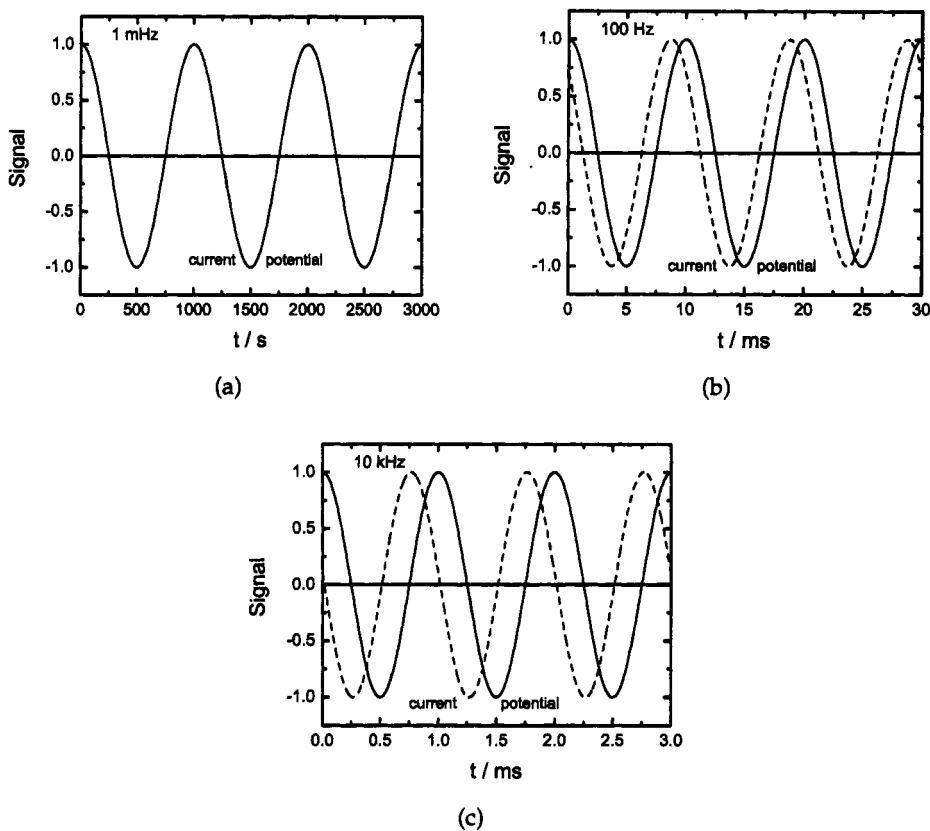 1 mHz
1.0
0.5
0.0
-0.5
-1.0
Signal
current potential
0 500 1000 1500 2000 2500 3000
t / s
(a)
100 Hz
1.0
0.5
0.0
-0.5
-1.0
Signal
current potential
0 5 10 15 20 25 30
t / ms
(b)
10 kHz
1.0
0.5
0.0
-0.5
-1.0
Signal
current potential
0.0 0.5 1.0 1.5 2.0 2.5 3.0
t / ms
(c)